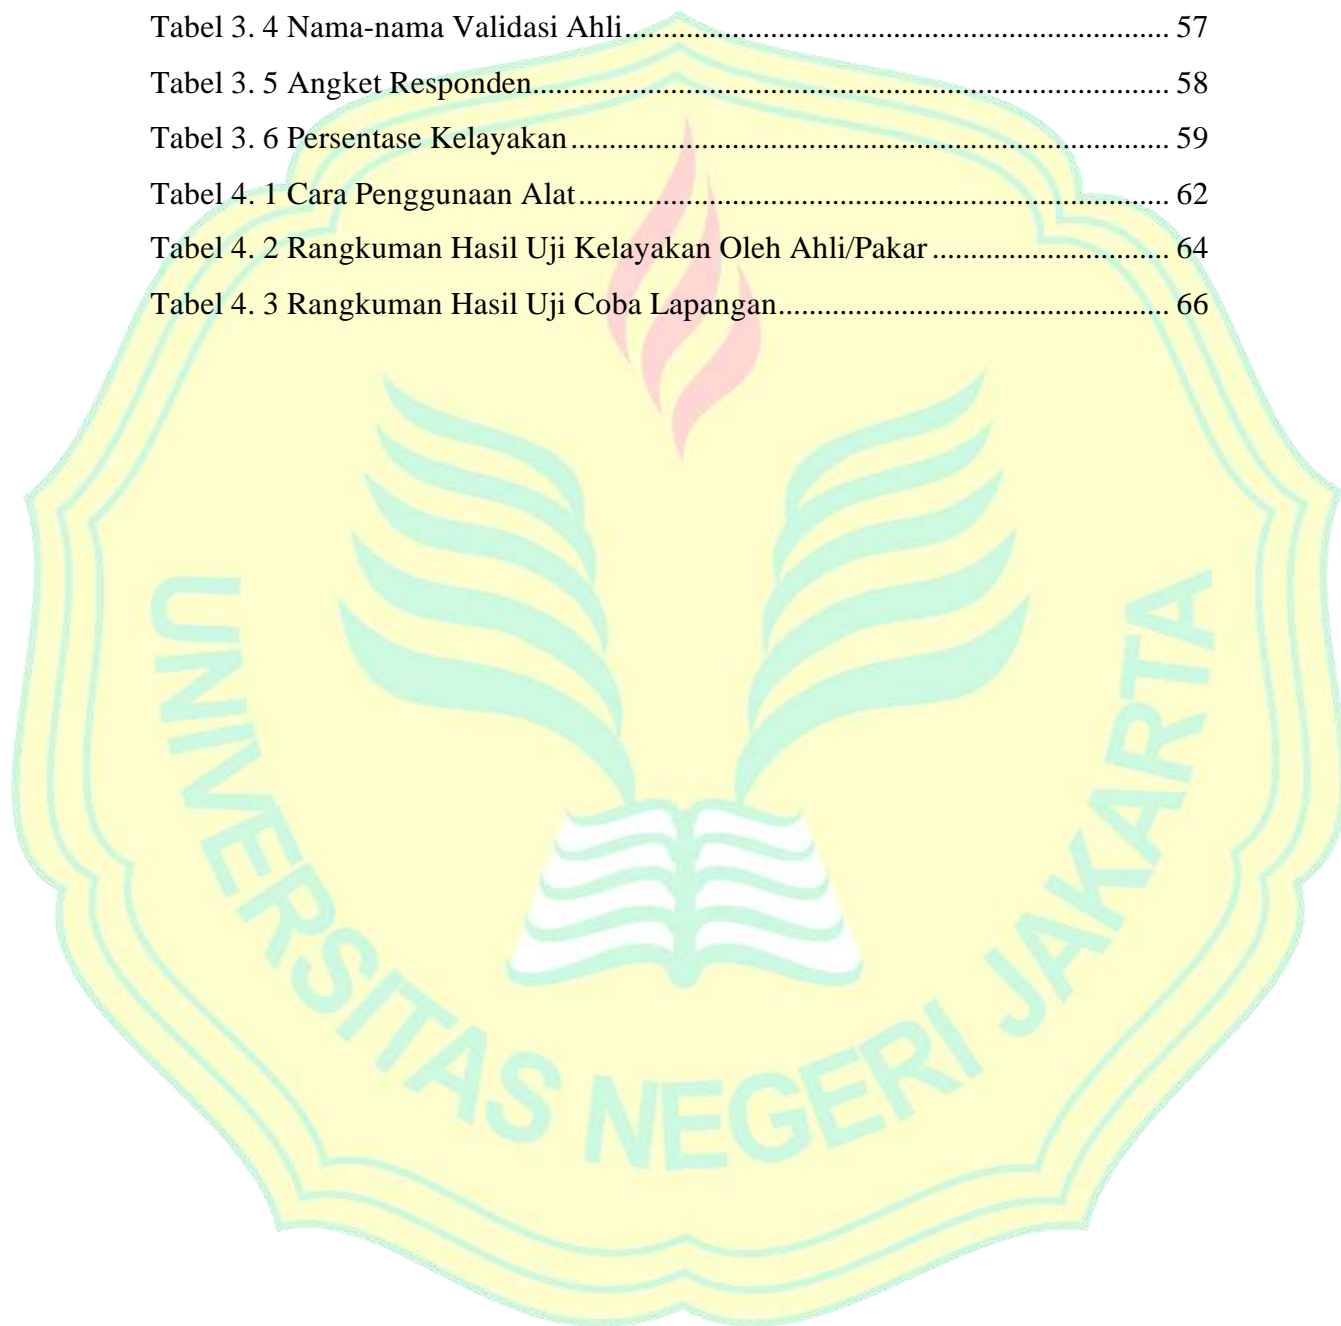 Tabel 3. 4 Nama-nama Validasi Ahli....................................................................... 57
Tabel 3. 5 Angket Responden................................................................................... 58
Tabel 3. 6 Persentase Kelayakan.............................................................................. 59
Tabel 4. 1 Cara Penggunaan Alat............................................................................. 62
Tabel 4. 2 Rangkuman Hasil Uji Kelayakan Oleh Ahli/Pakar............................... 64
Tabel 4. 3 Rangkuman Hasil Uji Coba Lapangan................................................... 66
UNIVERSITAS NEGERI JAKARTA